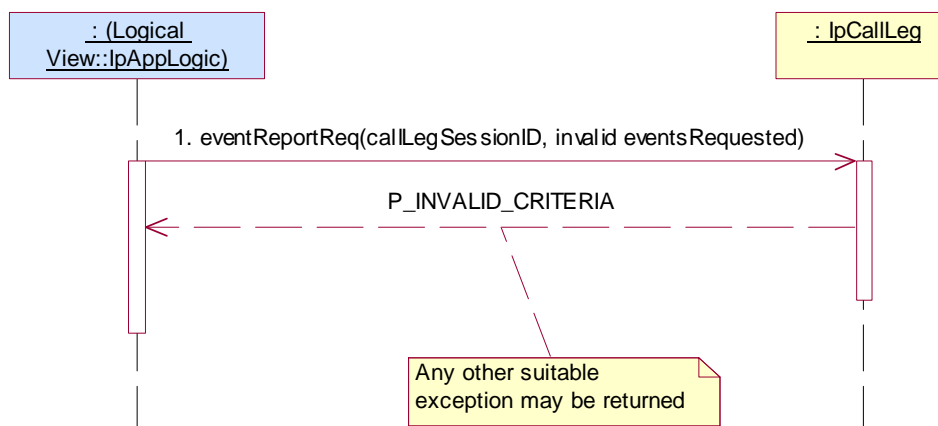 : (Logical
View::IpAppLogic)
: IpCallLeg
1. eventReportReq(callLegSessionID, invalid eventsRequested)
P_INVALID_CRITERIA
Any other suitable
exception may be returned